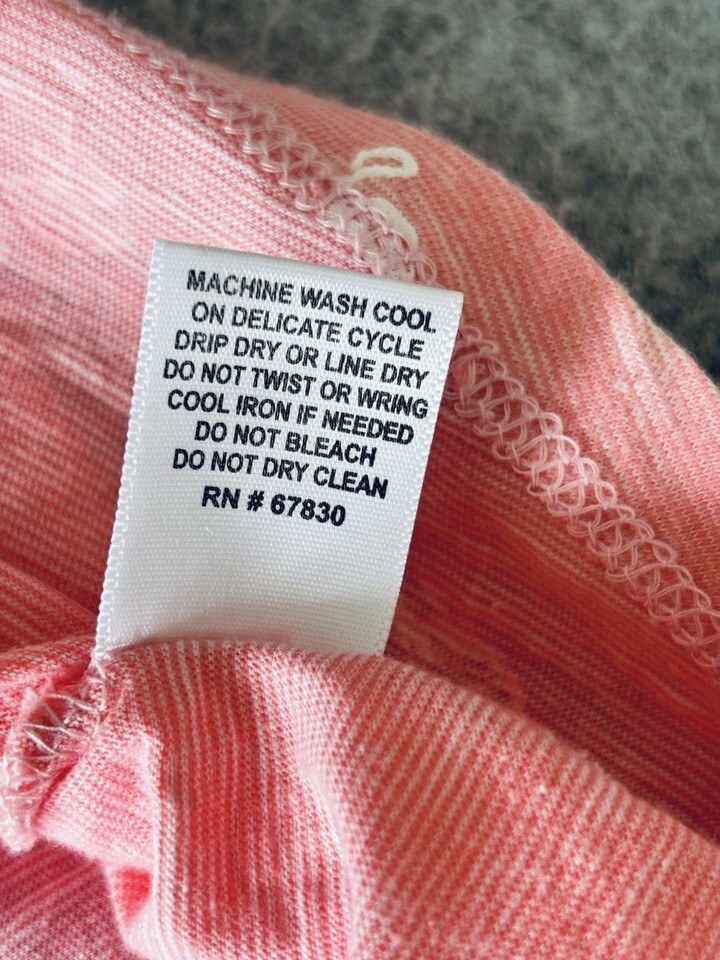 MACHINE WASH COOL
ON DELICATE CYCLE
DRIP DRY OR LINE DRY
DO NOT TWIST OR WRING
COOL IRON IF NEEDED
DO NOT BLEACH
DO NOT DRY CLEAN
RN # 67830